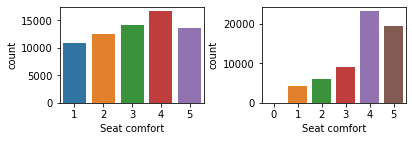 15000
10000
5000
0
count
1 2 3 4 5
Seat comfort
20000
10000
0
count
0 1 2 3 4 5
Seat comfort